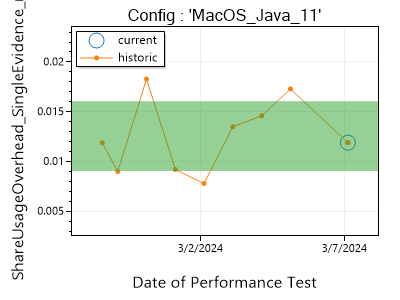 Config : 'MacOS_Java_11'
current
historic
0.02
0.015
0.01
0.005
3/2/2024
3/7/2024
Date of Performance Test
ShareUsageOverhead_SingleEvidence_